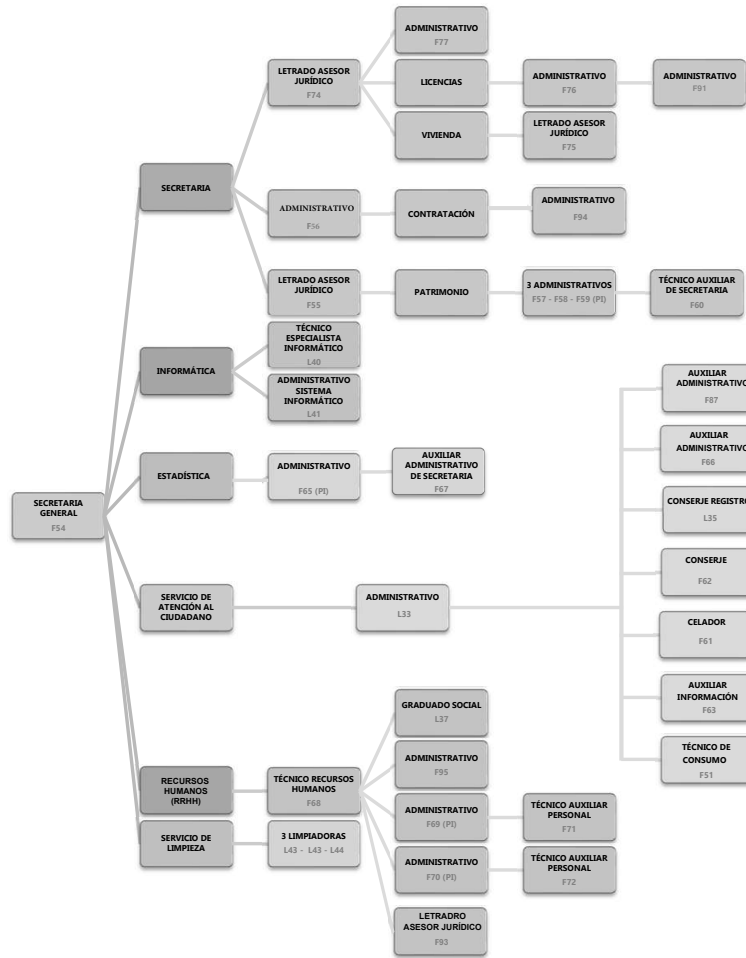 ADMINISTRATIVO
F77
LETRADO ASESOR
JURÍDICO
F74
LICENCIAS
ADMINISTRATIVO
F76
ADMINISTRATIVO
F91
VIVIENDA
LETRADO ASESOR
JURÍDICO
F75
SECRETARIA
ADMINISTRATIVO
F56
CONTRATACIÓN
ADMINISTRATIVO
F94
LETRADO ASESOR
JURÍDICO
F55
PATRIMONIO
3 ADMINISTRATIVOS
F57 - F58 - F59 (PI)
TÉCNICO AUXILIAR
DE SECRETARIA
F60
INFORMÁTICA
TÉCNICO
ESPECIALISTA
INFORMÁTICO
L40
ADMINISTRATIVO
SISTEMA
INFORMÁTICO
L41
ESTADÍSTICA
ADMINISTRATIVO
F65 (PI)
AUXILIAR
ADMINISTRATIVO
DE SECRETARIA
F67
SECRETARIA
GENERAL
F54
SERVICIO DE
ATENCIÓN AL
CIUDADANO
ADMINISTRATIVO
L33
AUXILIAR
ADMINISTRATIVO
F87
AUXILIAR
ADMINISTRATIVO
F66
CONSERJE REGISTRO
L35
CONSERJE
F62
CELADOR
F61
AUXILIAR
INFORMACIÓN
F63
TÉCNICO DE
CONSUMO
F51
RECURSOS
HUMANOS
(RRHH)
TÉCNICO RECURSOS
HUMANOS
F68
GRADUADO SOCIAL
L37
ADMINISTRATIVO
F95
ADMINISTRATIVO
F69 (PI)
TÉCNICO AUXILIAR
PERSONAL
F71
ADMINISTRATIVO
F70 (PI)
TÉCNICO AUXILIAR
PERSONAL
F72
LETRADRO
ASESOR JURÍDICO
F93
SERVICIO DE
LIMPIEZA
3 LIMPIADORAS
L43 - L43 - L44